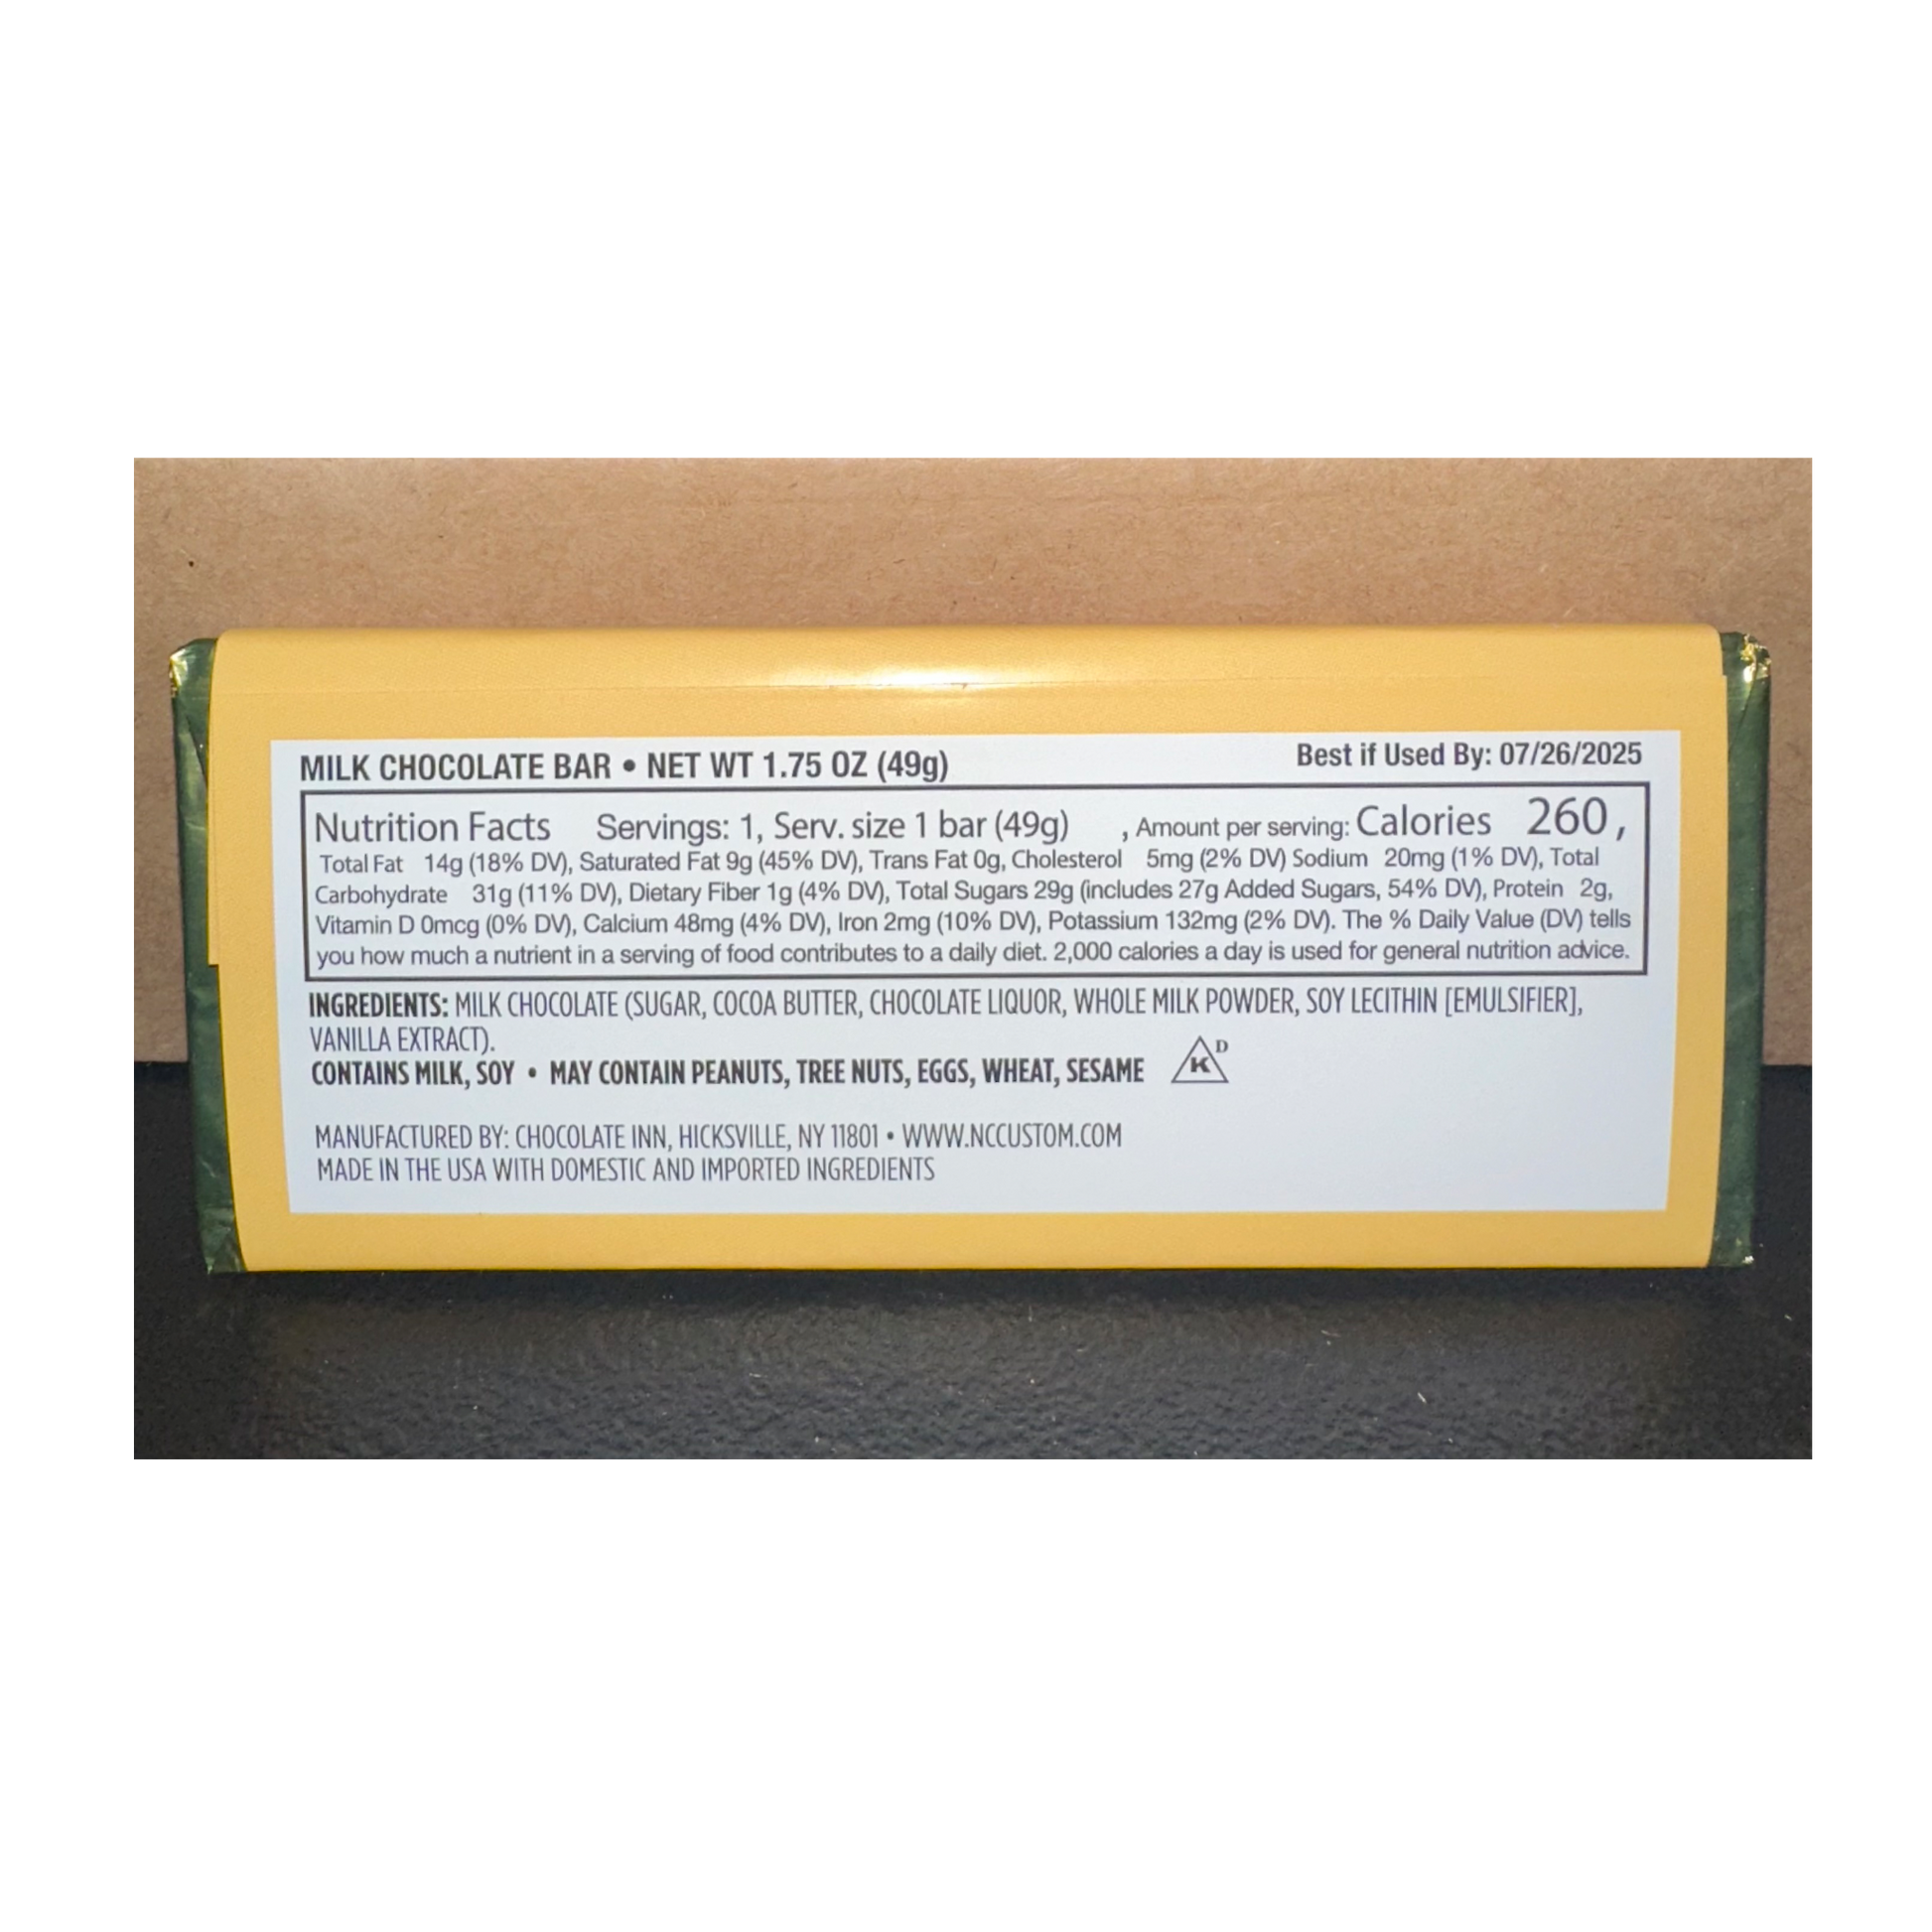 MILK CHOCOLATE BAR • NET WT 1.75 OZ (49g)
Best if Used By: 07/26/2025
Nutrition Facts Servings: 1, Serv. size 1 bar (49g) , Amount per serving: Calories 260,
Total Fat 14g (18% DV), Saturated Fat 9g (45% DV), Trans Fat 0g, Cholesterol 5mg (2% DV) Sodium 20mg (1% DV), Total
Carbohydrate 31g (11% DV), Dietary Fiber 1g (4% DV), Total Sugars 29g (includes 27g Added Sugars, 54% DV), Protein 2g,
Vitamin D 0mcg (0% DV), Calcium 48mg (4% DV), Iron 2mg (10% DV), Potassium 132mg (2% DV). The % Daily Value (DV) tells
you how much a nutrient in a serving of food contributes to a daily diet. 2,000 calories a day is used for general nutrition advice.
INGREDIENTS: MILK CHOCOLATE (SUGAR, COCOA BUTTER, CHOCOLATE LIQUOR, WHOLE MILK POWDER, SOY LECITHIN [EMULSIFIER],
VANILLA EXTRACT).
CONTAINS MILK, SOY • MAY CONTAIN PEANUTS, TREE NUTS, EGGS, WHEAT, SESAME K D
MANUFACTURED BY: CHOCOLATE INN, HICKSVILLE, NY 11801 • WWW.NCCUSTOM.COM
MADE IN THE USA WITH DOMESTIC AND IMPORTED INGREDIENTS